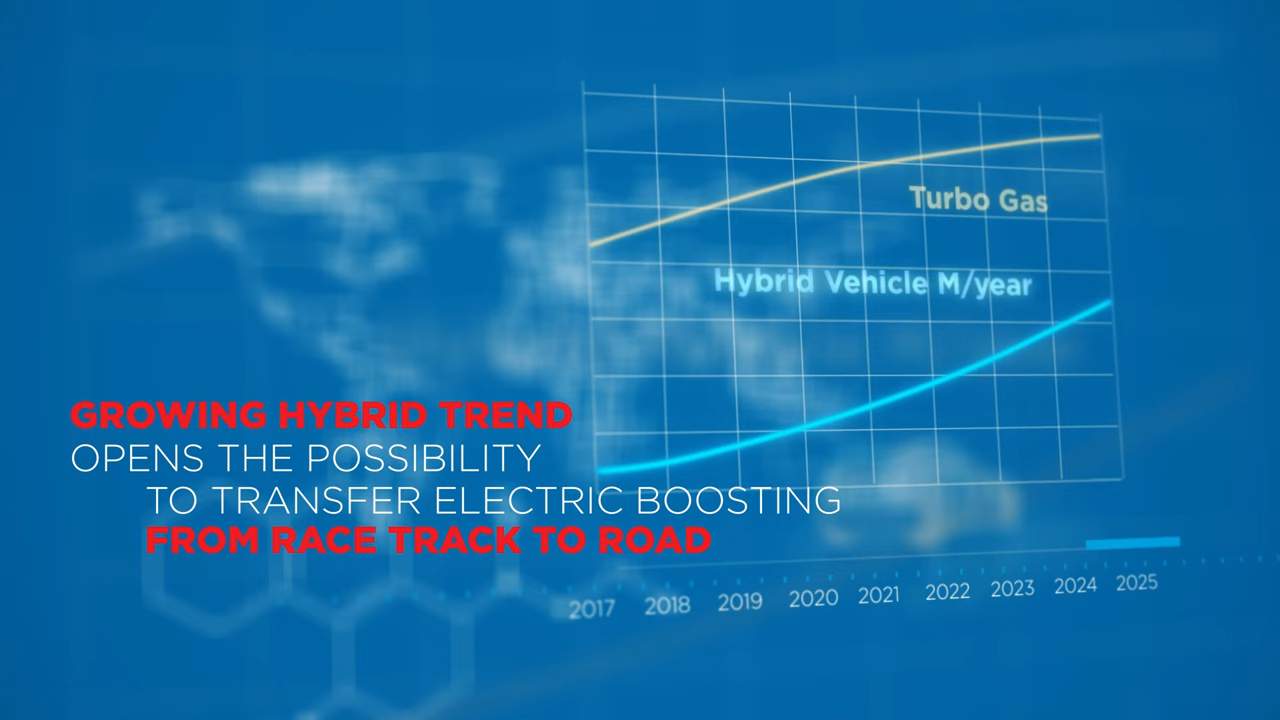 Turbo Gas
Hybrid Vehicle M/year
GROWING HYBRID TREND
OPENS THE POSSIBILITY
TO TRANSFER ELECTRIC BOOSTING
FROM RACE TRACK TO ROAD
2017 2018 2019 2020 2021 2022 2023 2024 2025